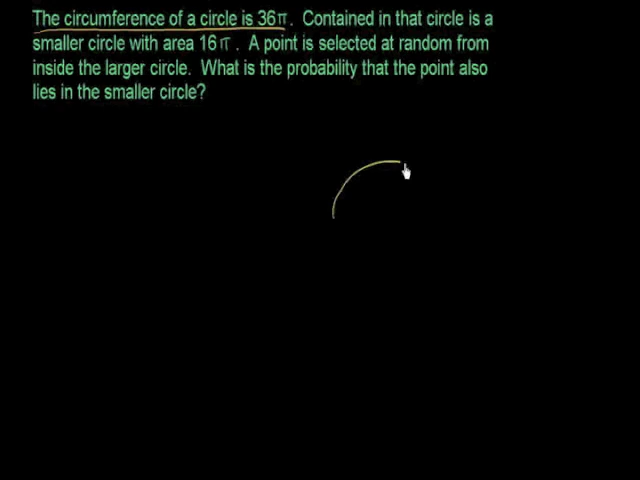 The circumference of a circle is 36π. Contained in that circle is a
smaller circle with area 16π. A point is selected at random from
inside the larger circle. What is the probability that the point also
lies in the smaller circle?